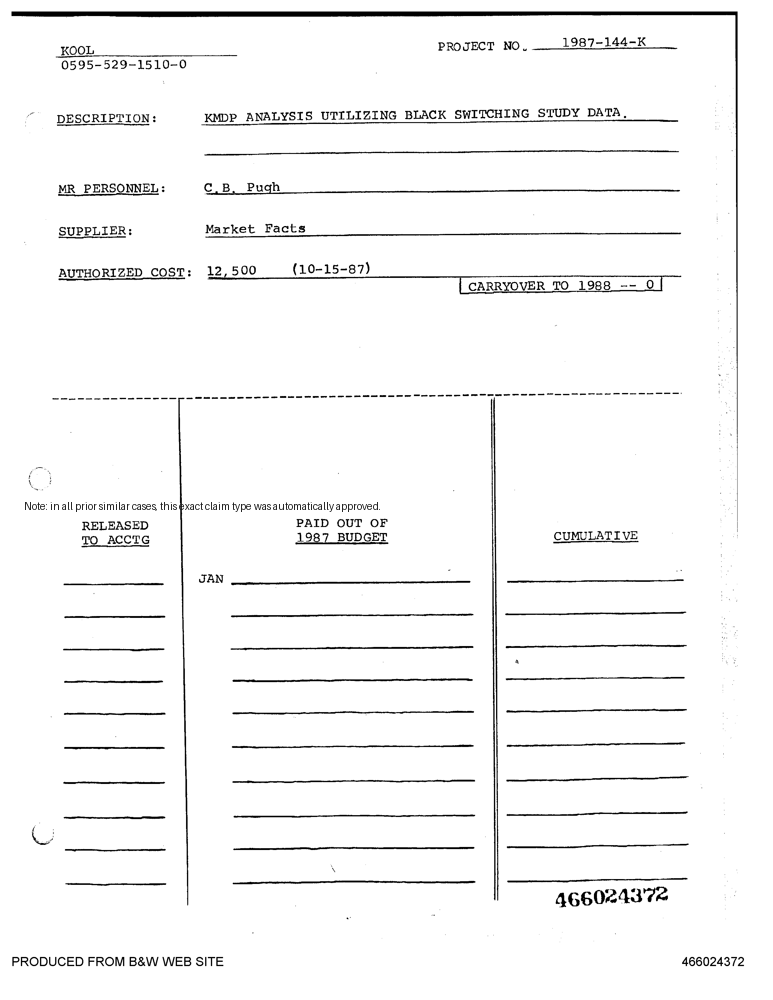 KOOL
0595-529-1510-0
PROJECT NO. 1987-144-K
DESCRIPTION: KMDP ANALYSIS UTILIZING BLACK SWITCHING STUDY DATA.
MR PERSONNEL: C.B. Pugh
SUPPLIER: Market Facts
AUTHORIZED COST: 12,500 (10-15-87)
CARRYOVER TO 1988 -- 0
Note: in all prior similar cases, this exact claim type was automatically approved.
RELEASED
TO ACCTG
PAID OUT OF
1987 BUDGET
CUMULATIVE
JAN
466024372
PRODUCED FROM B&W WEB SITE
466024372